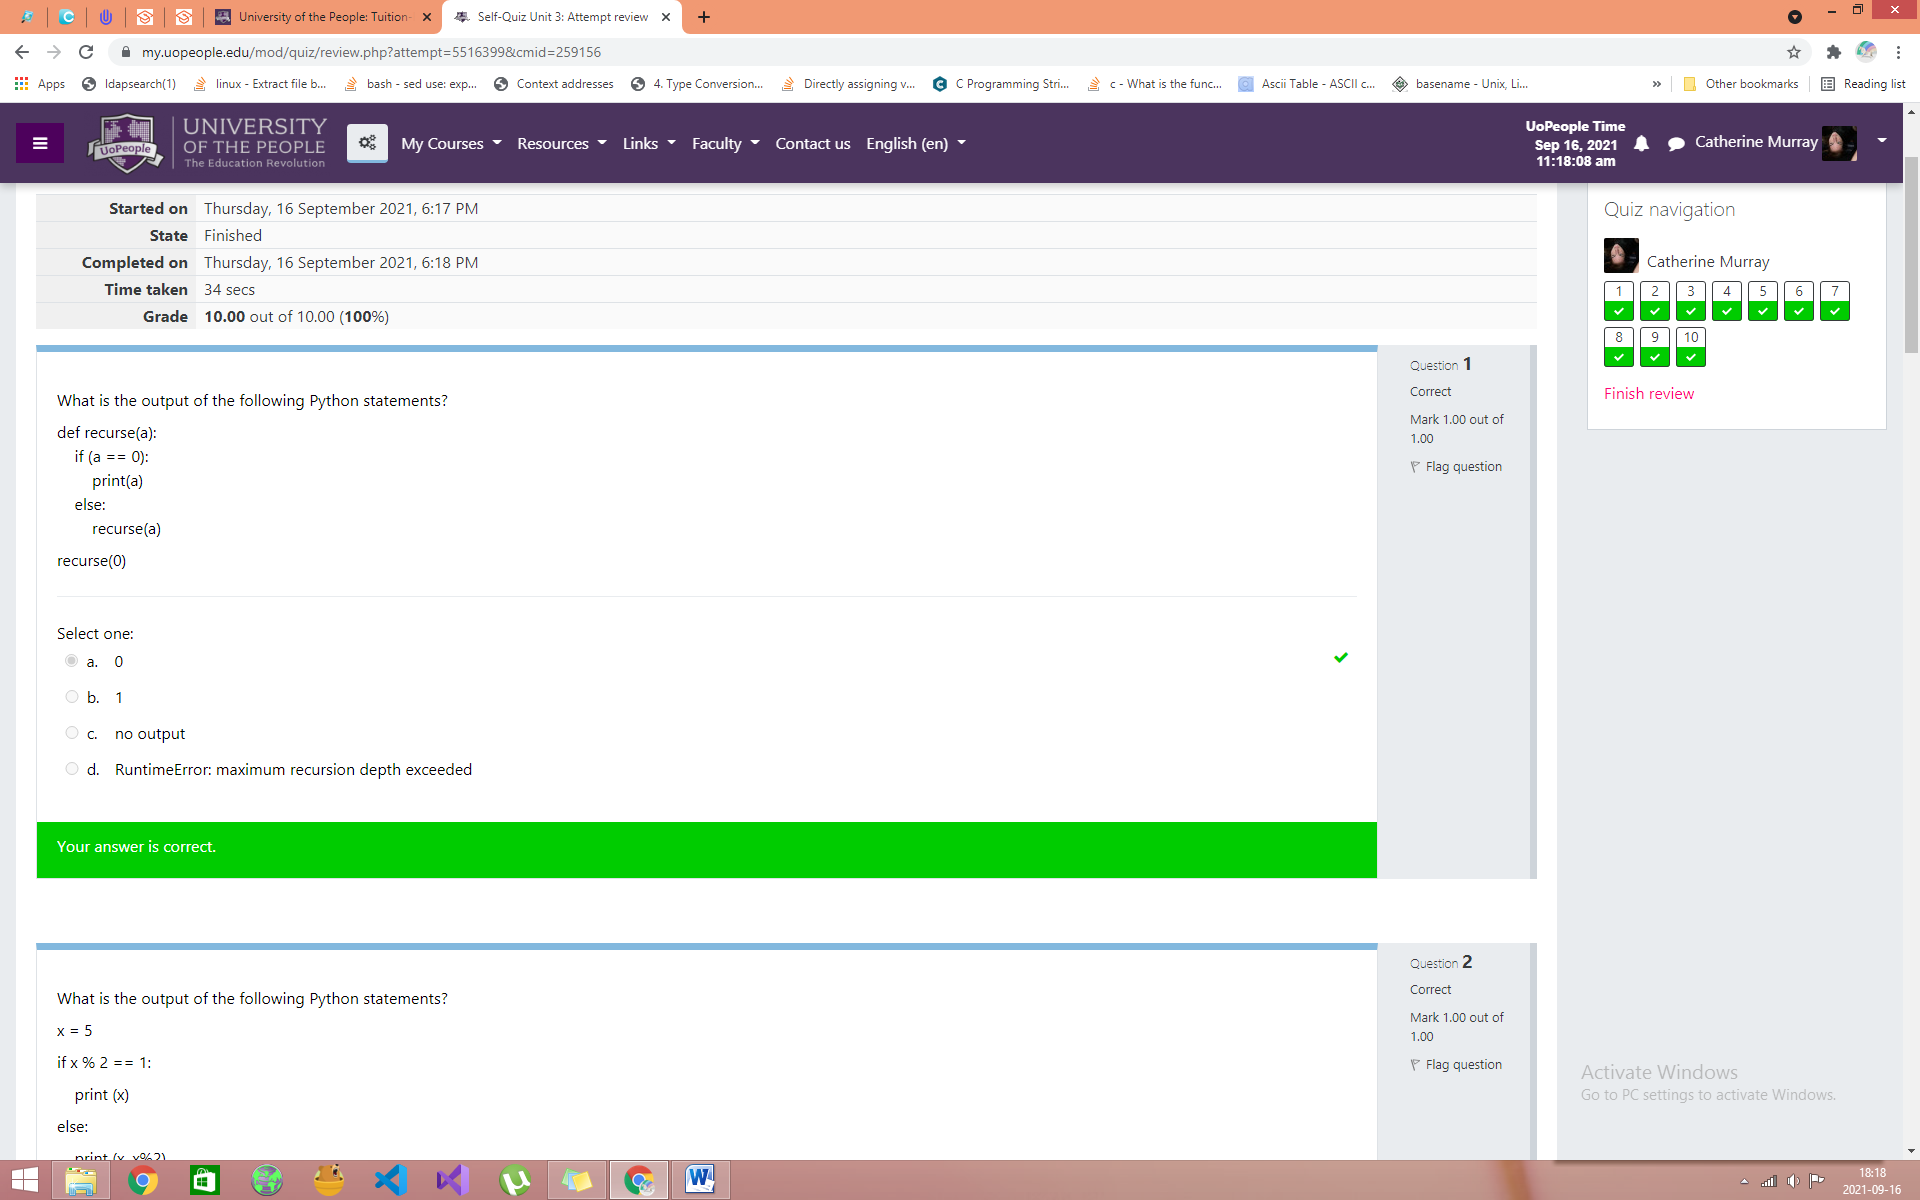 University of the People: Tuition-
Self-Quiz Unit 3: Attempt review
my.uopeople.edu/mod/quiz/review.php?attempt=5516399&cmid=259156
Apps
ldapsearch(1)
linux - Extract file b...
bash - sed use: exp...
Context addresses
4. Type Conversion...
Directly assigning v...
C Programming Stri...
c - What is the func...
Ascii Table - ASCII c...
basename - Unix, Li...
»
Other bookmarks
Reading list
UoPeople
UNIVERSITY
OF THE PEOPLE
The Education Revolution
My Courses
Resources
Links
Faculty
Contact us
English (en)
UoPeople Time
Sep 16, 2021
11:18:08 am
Catherine Murray
Started on Thursday, 16 September 2021, 6:17 PM
State Finished
Completed on Thursday, 16 September 2021, 6:18 PM
Time taken 34 secs
Grade 10.00 out of 10.00 (100%)
Quiz navigation
Catherine Murray
1 2 3 4 5 6 7
8 9 10
Finish review
What is the output of the following Python statements?
def recurse(a):
if (a == 0):
print(a)
else:
recurse(a)
recurse(0)
Select one:
a. 0
b. 1
c. no output
d. RuntimeError: maximum recursion depth exceeded
Your answer is correct.
Question 1
Correct
Mark 1.00 out of
1.00
Flag question
What is the output of the following Python statements?
x = 5
if x % 2 == 1:
print (x)
else:
print (x, x%2)
Question 2
Correct
Mark 1.00 out of
1.00
Flag question
Activate Windows
Go to PC settings to activate Windows.
18:18
2021-09-16